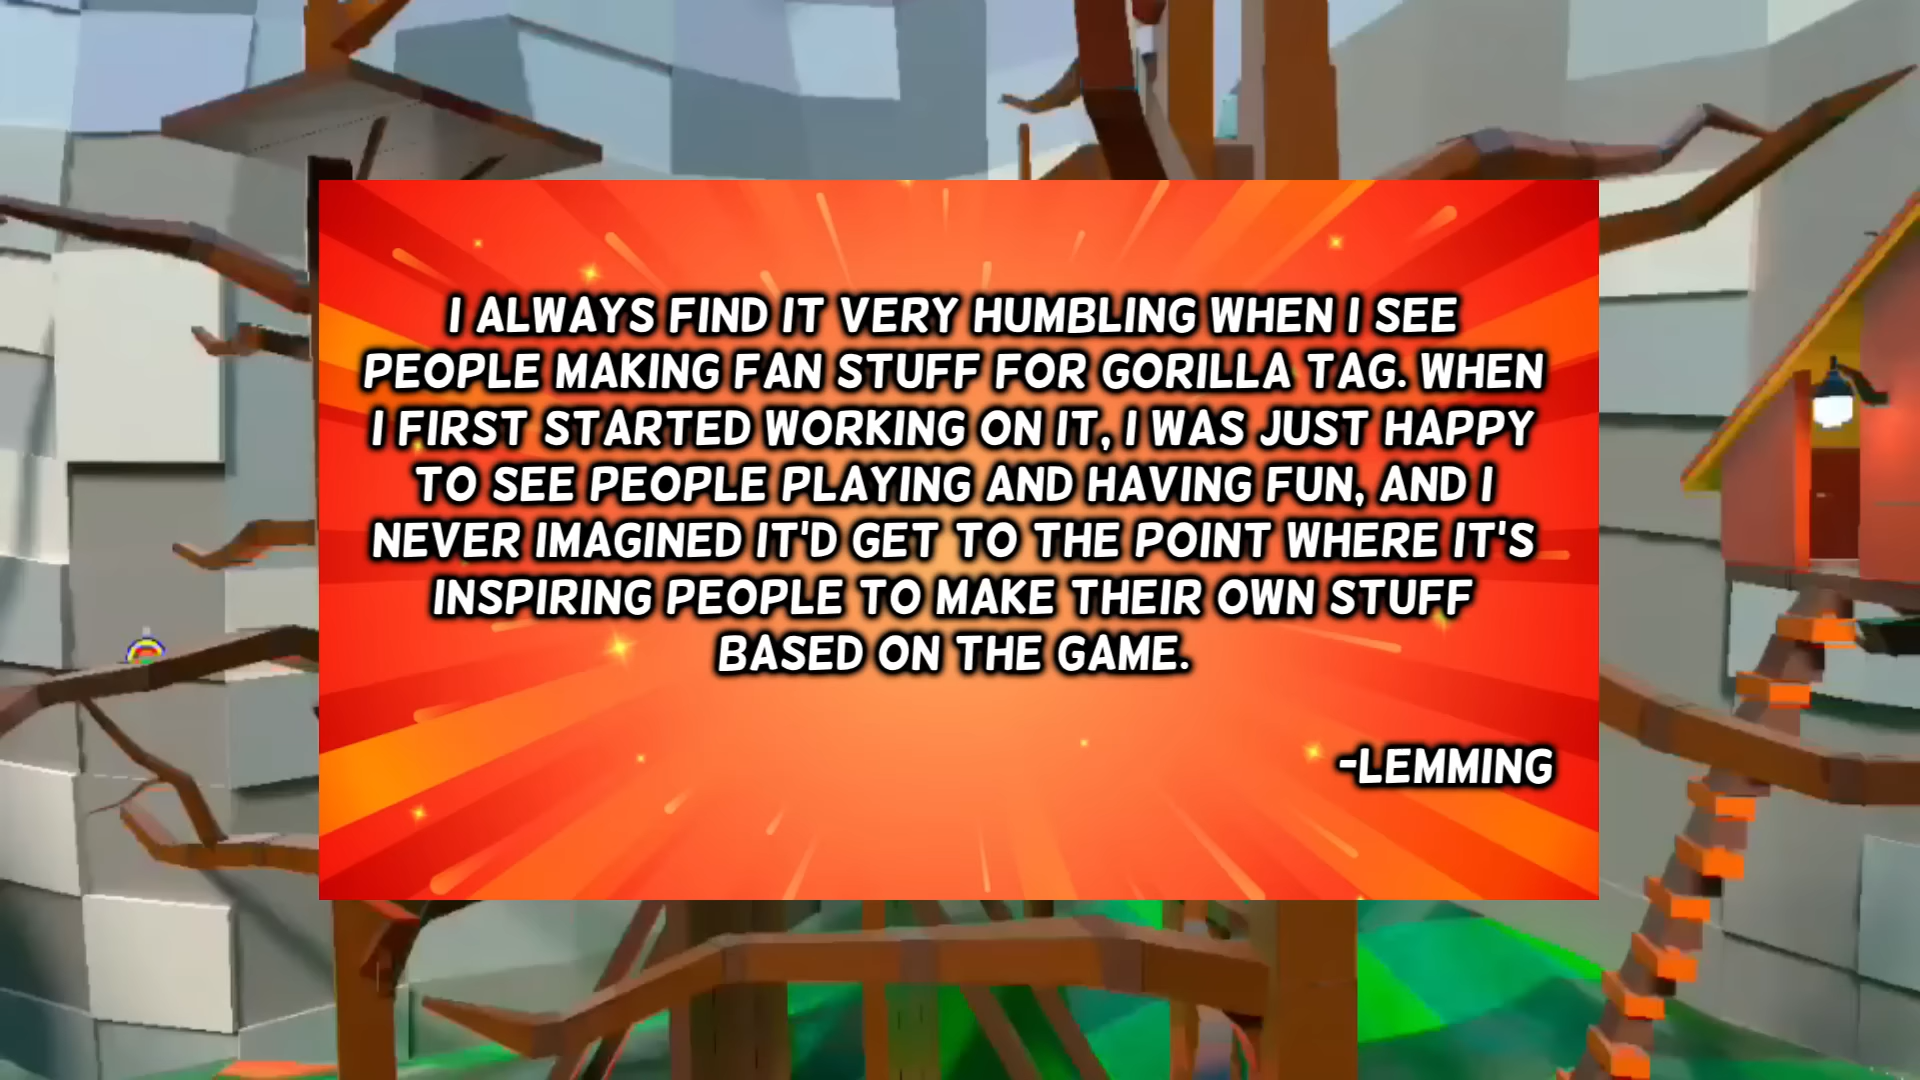 I ALWAYS FIND IT VERY HUMBLING WHEN I SEE
PEOPLE MAKING FAN STUFF FOR GORILLA TAG. WHEN
I FIRST STARTED WORKING ON IT, I WAS JUST HAPPY
TO SEE PEOPLE PLAYING AND HAVING FUN, AND I
NEVER IMAGINED IT'D GET TO THE POINT WHERE IT'S
INSPIRING PEOPLE TO MAKE THEIR OWN STUFF
BASED ON THE GAME.
-LEMMING